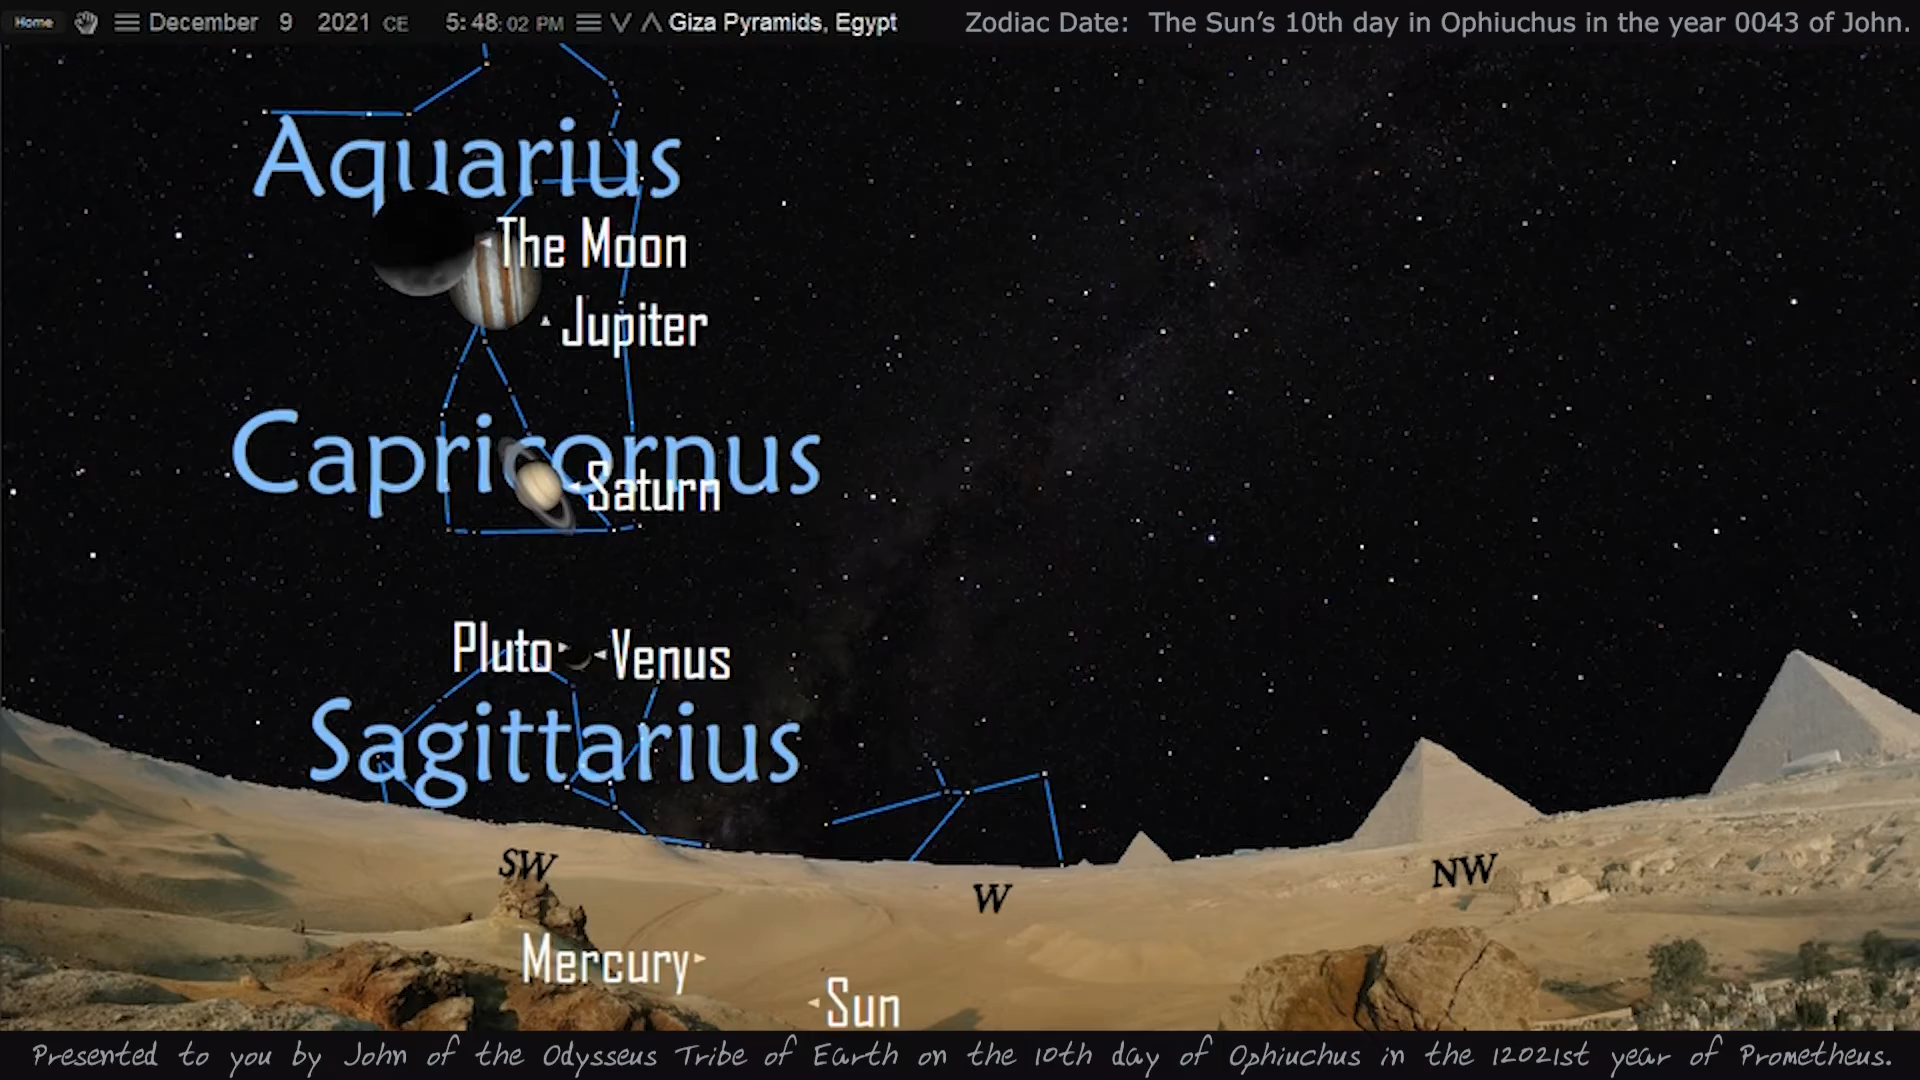 Home December 9 2021 CE 5: 48: 02 PM Giza Pyramids, Egypt Zodiac Date: The Sun's 10th day in Ophiuchus in the year 0043 of John.
Aquarius
The Moon
Jupiter
Capricornus
Saturn
Pluto Venus
Sagittarius
SW
W
NW
Mercury
Sun
Presented to you by John of the Odysseus Tribe of Earth on the 10th day of Ophiuchus in the 12021st year of Prometheus.